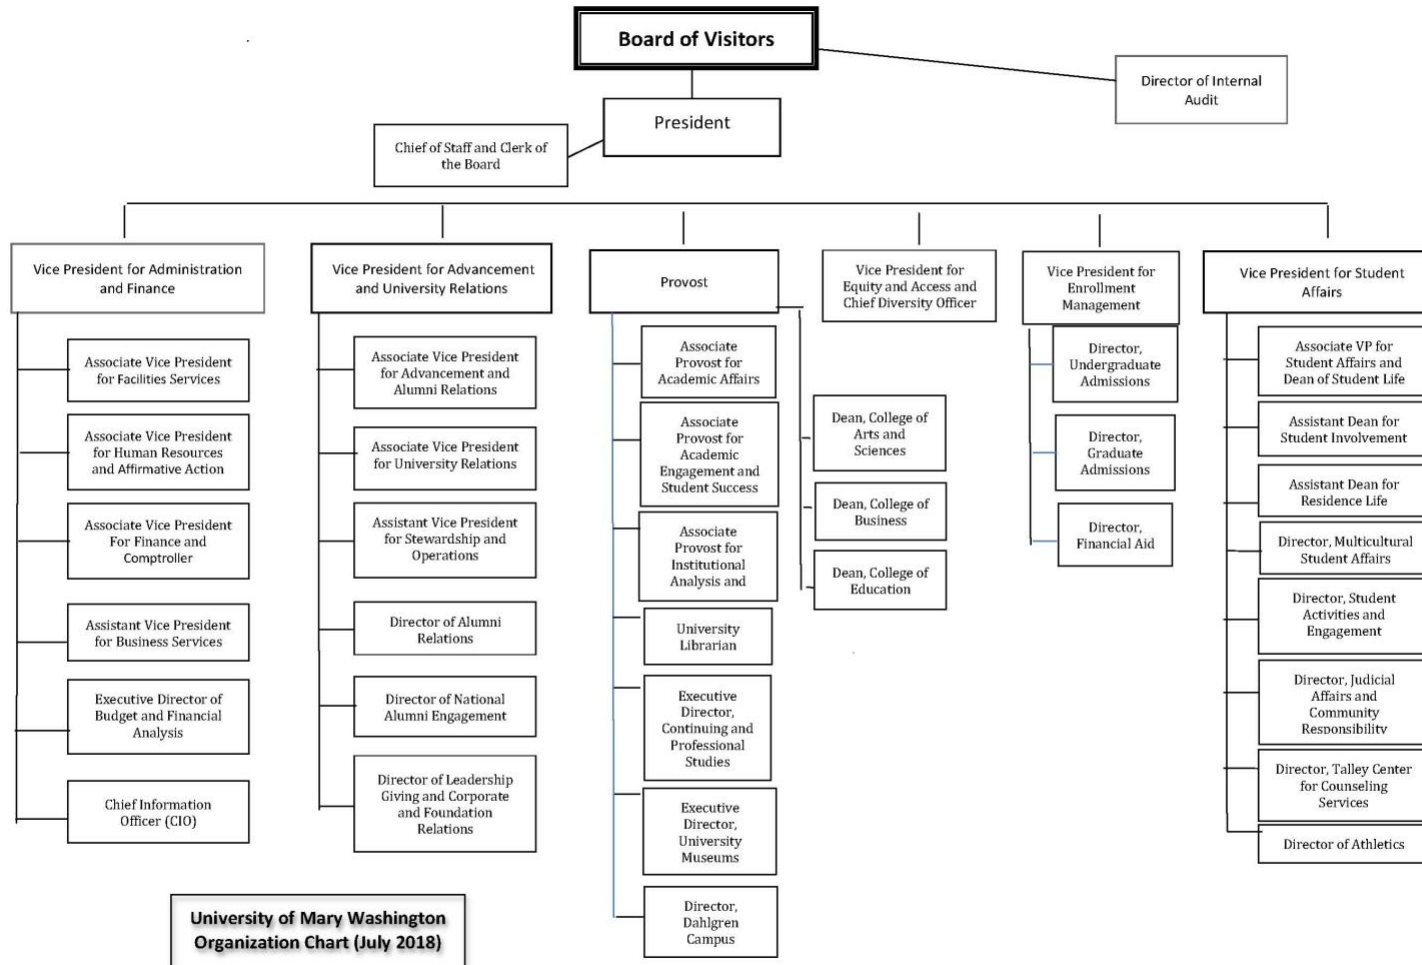 Board of Visitors
Director of Internal
Audit
President
Chief of Staff and Clerk of
the Board
Vice President for Administration
and Finance
Associate Vice President
for Facilities Services
Associate Vice President
for Human Resources
and Affirmative Action
Associate Vice President
For Finance and
Comptroller
Assistant Vice President
for Business Services
Executive Director of
Budget and Financial
Analysis
Chief Information
Officer (CIO)
Vice President for Advancement
and University Relations
Associate Vice President
for Advancement and
Alumni Relations
Associate Vice President
for University Relations
Assistant Vice President
for Stewardship and
Operations
Director of Alumni
Relations
Director of National
Alumni Engagement
Director of Leadership
Giving and Corporate
and Foundation
Relations
Provost
Associate
Provost for
Academic Affairs
Associate
Provost for
Academic
Engagement and
Student Success
Associate
Provost for
Institutional
Analysis and
University
Librarian
Executive
Director,
Continuing and
Professional
Studies
Executive
Director,
University
Museums
Director,
Dahlgren
Campus
Dean, College of
Arts and
Sciences
Dean, College of
Business
Dean, College of
Education
Vice President for
Equity and Access and
Chief Diversity Officer
Vice President for
Enrollment
Management
Director,
Undergraduate
Admissions
Director,
Graduate
Admissions
Director,
Financial Aid
Vice President for Student
Affairs
Associate VP for
Student Affairs and
Dean of Student Life
Assistant Dean for
Student Involvement
Assistant Dean for
Residence Life
Director, Multicultural
Student Affairs
Director, Student
Activities and
Engagement
Director, Judicial
Affairs and
Community
Responsibility
Director, Talley Center
for Counseling
Services
Director of Athletics
University of Mary Washington
Organization Chart (July 2018)